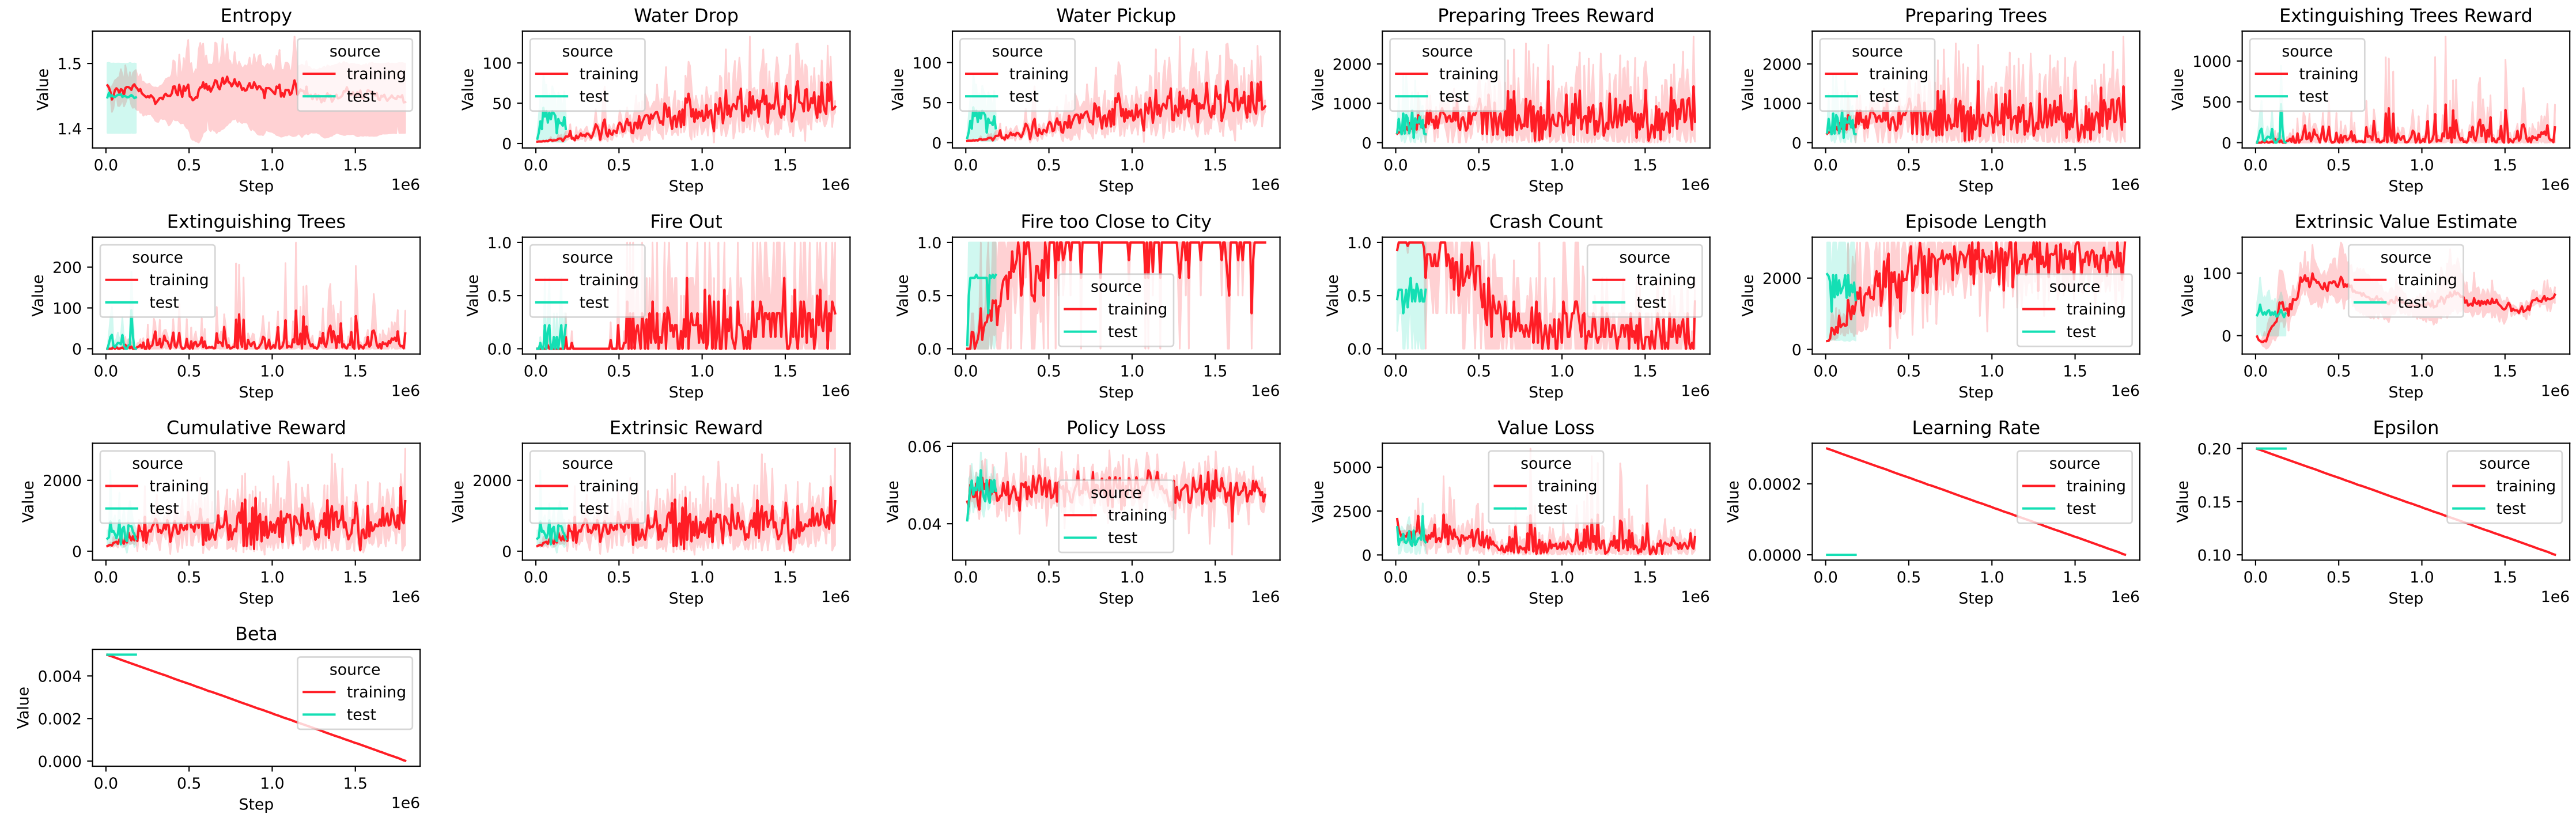 Entropy
1.5
1.4
Value
source
training
test
0.0 0.5 1.0 1.5
Step
1e6
Water Drop
100
50
0
Value
source
training
test
0.0 0.5 1.0 1.5
Step
1e6
Water Pickup
100
50
0
Value
source
training
test
0.0 0.5 1.0 1.5
Step
1e6
Preparing Trees Reward
2000
1000
0
Value
source
training
test
0.0 0.5 1.0 1.5
Step
1e6
Preparing Trees
2000
1000
0
Value
source
training
test
0.0 0.5 1.0 1.5
Step
1e6
Extinguishing Trees Reward
1000
500
0
Value
source
training
test
0.0 0.5 1.0 1.5
Step
1e6
Extinguishing Trees
200
100
0
Value
source
training
test
0.0 0.5 1.0 1.5
Step
1e6
Fire Out
1.0
0.5
0.0
Value
source
training
test
0.0 0.5 1.0 1.5
Step
1e6
Fire too Close to City
1.0
0.5
0.0
Value
source
training
test
0.0 0.5 1.0 1.5
Step
1e6
Crash Count
1.0
0.5
0.0
Value
source
training
test
0.0 0.5 1.0 1.5
Step
1e6
Episode Length
2000
0
Value
source
training
test
0.0 0.5 1.0 1.5
Step
1e6
Extrinsic Value Estimate
100
0
Value
source
training
test
0.0 0.5 1.0 1.5
Step
1e6
Cumulative Reward
2000
1000
0
Value
source
training
test
0.0 0.5 1.0 1.5
Step
1e6
Extrinsic Reward
2000
1000
0
Value
source
training
test
0.0 0.5 1.0 1.5
Step
1e6
Policy Loss
0.06
0.04
Value
source
training
test
0.0 0.5 1.0 1.5
Step
1e6
Value Loss
5000
2500
0
Value
source
training
test
0.0 0.5 1.0 1.5
Step
1e6
Learning Rate
0.0002
0.0000
Value
source
training
test
0.0 0.5 1.0 1.5
Step
1e6
Epsilon
0.20
0.15
0.10
Value
source
training
test
0.0 0.5 1.0 1.5
Step
1e6
Beta
0.004
0.002
0.000
Value
source
training
test
0.0 0.5 1.0 1.5
Step
1e6